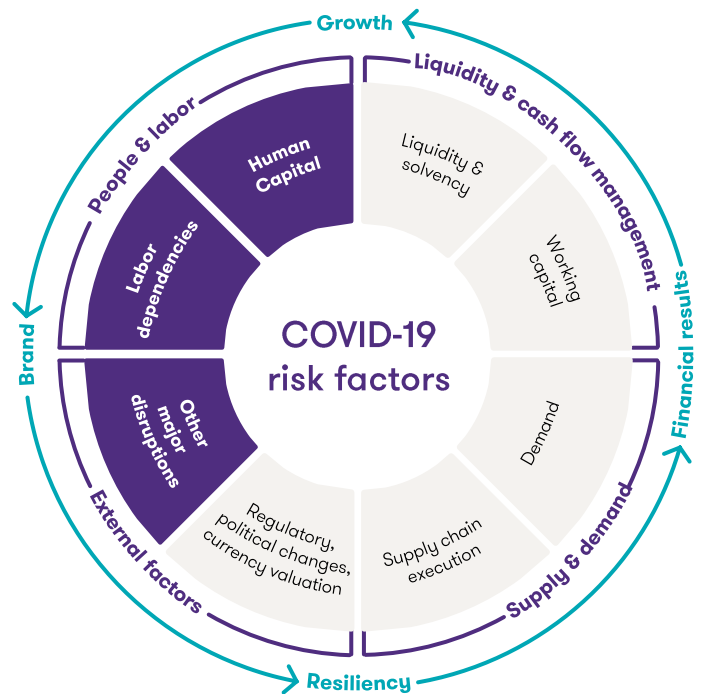 Growth
People & labor
Liquidity & cash flow management
Human
Capital
Liquidity &
solvency
Labor
dependencies
Working
capital
COVID-19
risk factors
Brand
Financial results
Other
major
disruptions
Demand
Regulatory,
political changes,
currency valuation
Supply chain
execution
External factors
Supply & demand
Resiliency